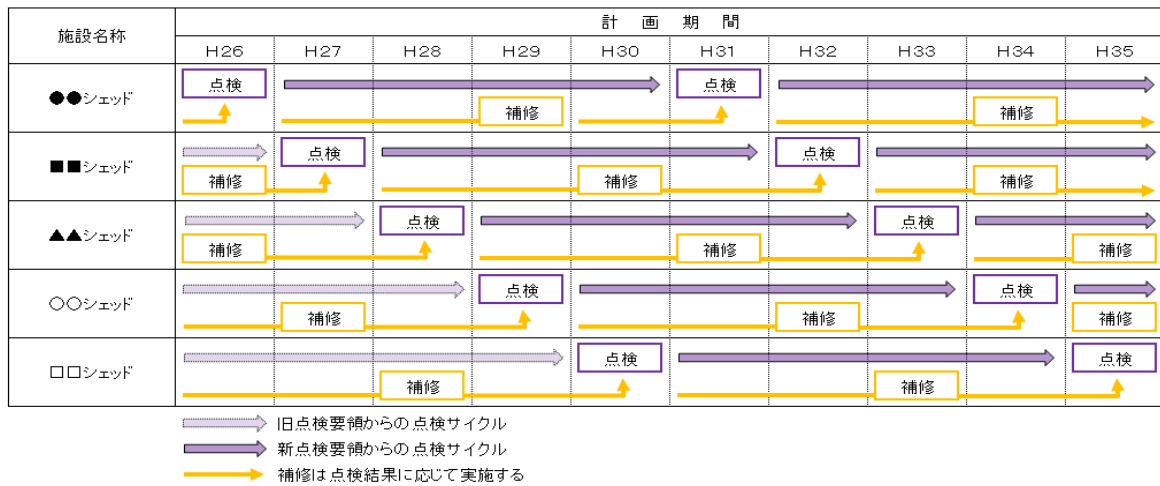 施設名称
計　画　期　間
H26 H27 H28 H29 H30 H31 H32 H33 H34 H35
●●シェッド
点検 点検
補修 補修
■■シェッド
点検 点検
補修 補修 補修
▲▲シェッド
点検 点検
補修 補修 補修
○○シェッド
点検 点検
補修 補修 補修
□□シェッド
点検 点検
補修 補修
旧点検要領からの点検サイクル
新点検要領からの点検サイクル
補修は点検結果に応じて実施する